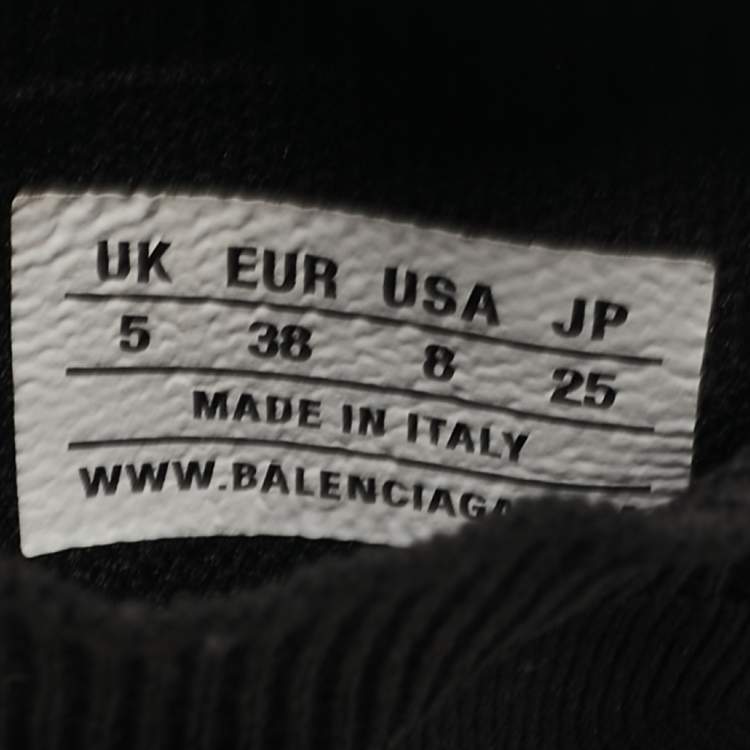 UK EUR USA JP
5 38 8 25
MADE IN ITALY
WWW.BALENCIAGA